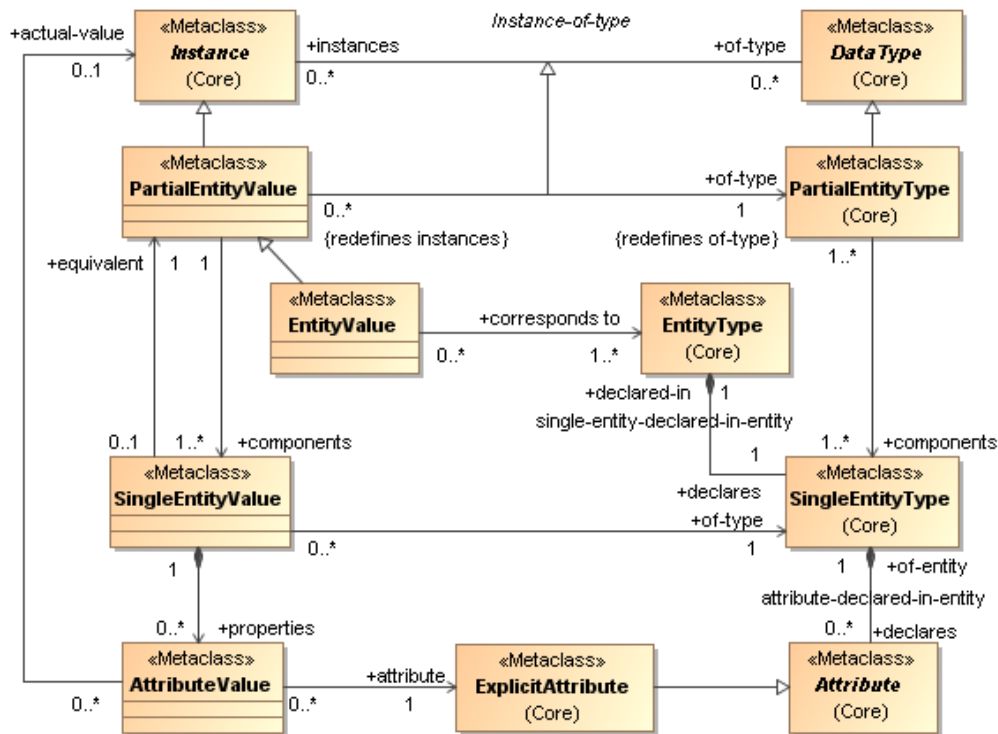 Instance-of-type
+actual-value
0..1
«Metaclass»
Instance
(Core)
+instances
0..*
+of-type
0..*
«Metaclass»
DataType
(Core)
«Metaclass»
PartialEntityValue
0..*
{redefines instances}
+of-type
1
{redefines of-type}
«Metaclass»
PartialEntityType
(Core)
1..*
+equivalent
1
1
«Metaclass»
EntityValue
+corresponds to
0..*
1..*
«Metaclass»
EntityType
(Core)
+declared-in
1
single-entity-declared-in-entity
1
+declares
0..1
1..*
+components
1..*
+components
«Metaclass»
SingleEntityValue
0..*
+of-type
1
«Metaclass»
SingleEntityType
(Core)
1
0..*
+properties
1
+of-entity
attribute-declared-in-entity
0..*
+declares
«Metaclass»
AttributeValue
0..*
0..*
+attribute
1
«Metaclass»
ExplicitAttribute
(Core)
«Metaclass»
Attribute
(Core)